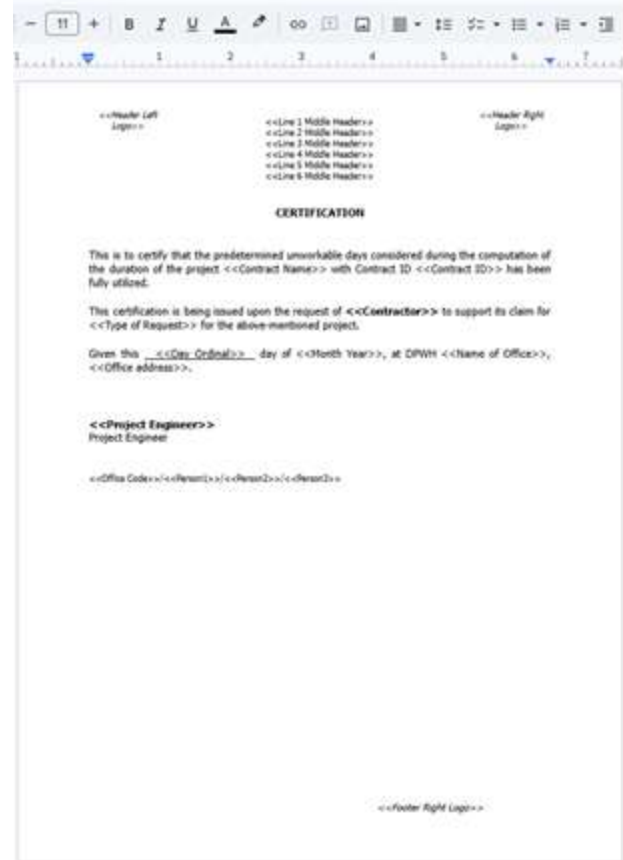 11
B I U A
1 1 2 3 4 5 6 7
<<Header Left
Logo>>
<<Line 1 Middle Header>>
<<Line 2 Middle Header>>
<<Line 3 Middle Header>>
<<Line 4 Middle Header>>
<<Line 5 Middle Header>>
<<Line 6 Middle Header>>
<<Header Right
Logo>>
CERTIFICATION
This is to certify that the predetermined unworkable days considered during the computation of
the duration of the project <<Contract Name>> with Contract ID <<Contract ID>> has been
fully utilized.
This certification is being issued upon the request of <<Contractor>> to support its claim for
<<Type of Request>> for the above-mentioned project.
Given this <<Day Ordinal>> day of <<Month Year>>, at DPWH <<Name of Office>>,
<<Office address>>.
<<Project Engineer>>
Project Engineer
<<Office Code>>/<<Person1>>/<<Person2>>/<<Person3>>
<<Footer Right Logo>>